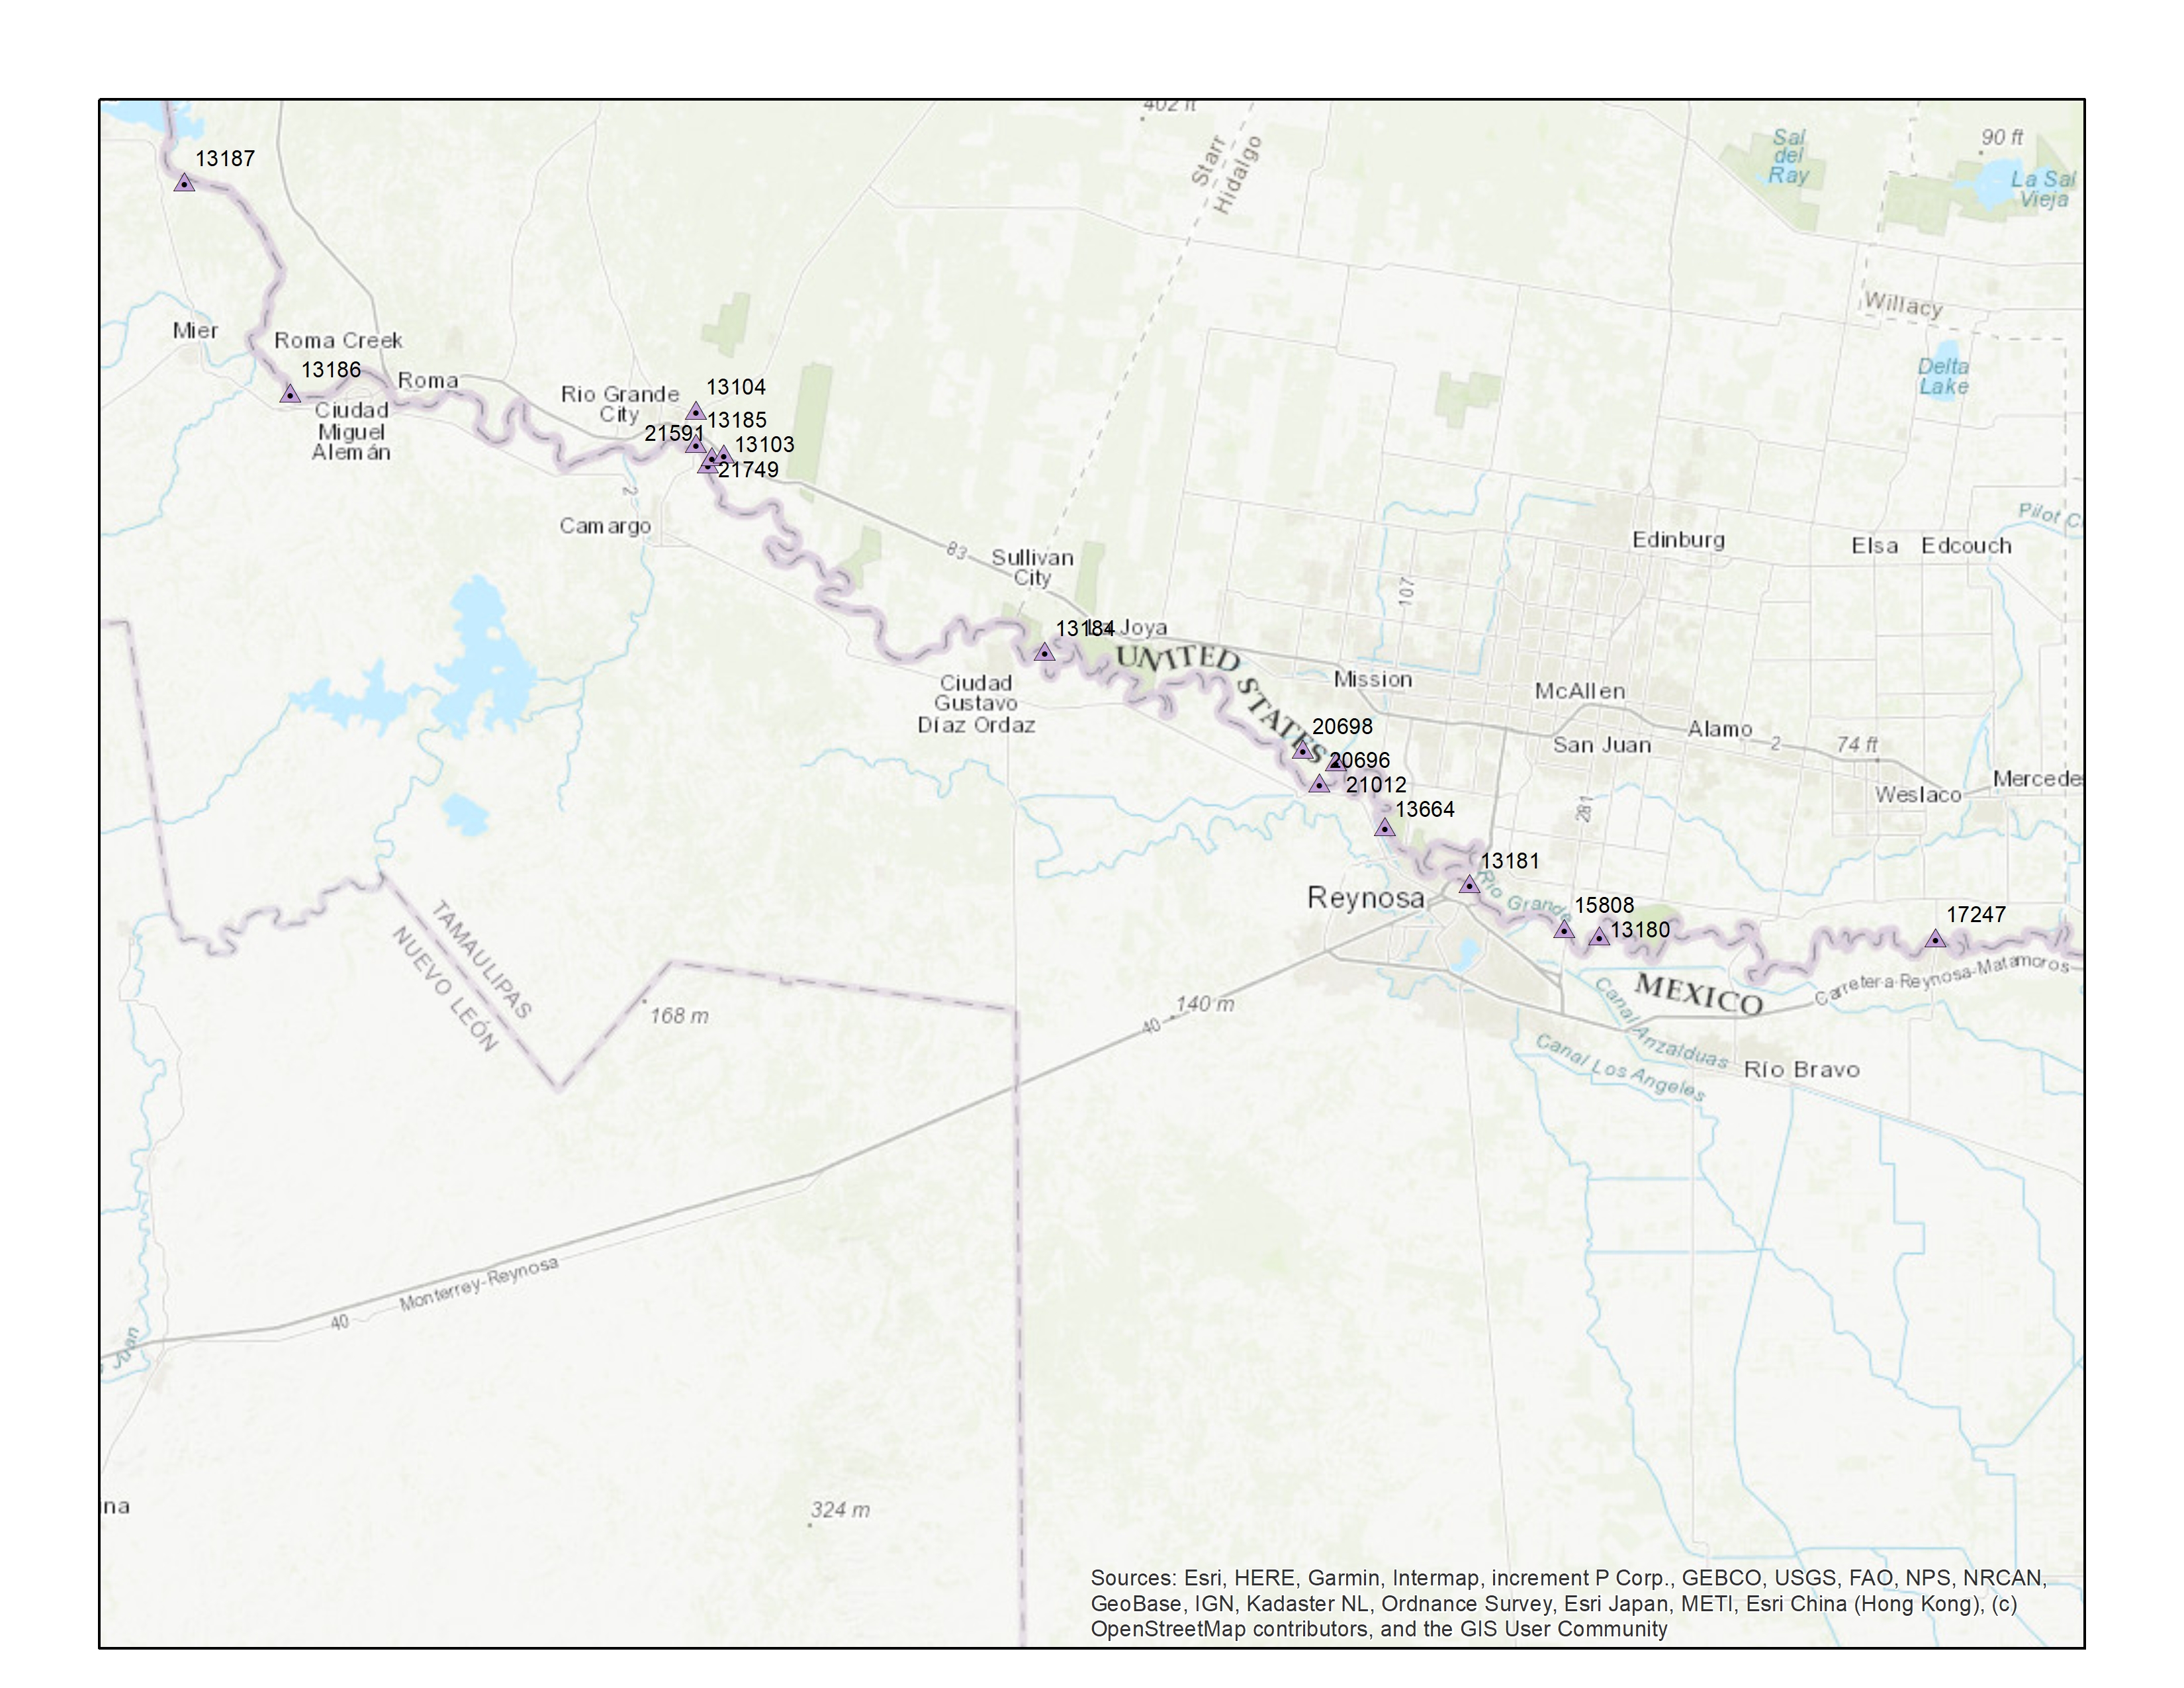 402 ft
Starr
Hidalgo
Sal
del
Ray
90 ft
La Sal
Vieja
13187
Willacy
Mier
Roma Creek
13186
Roma
Ciudad
Miguel
Alemán
Rio Grande
City
13104
13185
21591
13103
21749
Delta
Lake
2
Camargo
83
Sullivan
City
Edinburg
Elsa
Edcouch
107
13184
Joya
UNITED
STATES
Mission
McAllen
Alamo
2
74 ft
San Juan
Weslaco
Mercedes
Ciudad
Gustavo
Díaz Ordaz
20698
20696
21012
13664
281
13181
Reynosa
Rio Grande
15808
13180
17247
TAMAULIPAS
NUEVO LEÓN
168 m
140 m
40
MEXICO
Carretera-Reynosa-Matamoros
Canal Anzalduas
Canal Los Angeles
Río Bravo
Monterrey-Reynosa
40
Juan
na
324 m
Sources: Esri, HERE, Garmin, Intermap, increment P Corp., GEBCO, USGS, FAO, NPS, NRCAN,
GeoBase, IGN, Kadaster NL, Ordnance Survey, Esri Japan, METI, Esri China (Hong Kong), (c)
OpenStreetMap contributors, and the GIS User Community